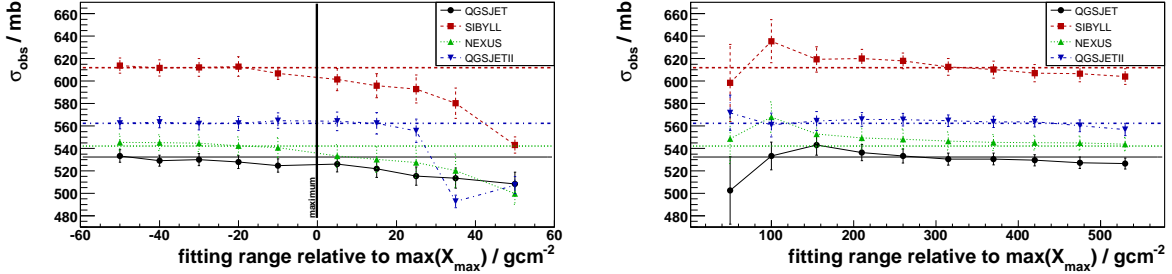 σobs / mb
640
620
600
580
560
540
520
500
480
QGSJET
SIBYLL
NEXUS
QGSJETII
maximum
-60 -40 -20 0 20 40 60
fitting range relative to max(Xmax) / gcm-2
σobs / mb
640
620
600
580
560
540
520
500
480
QGSJET
SIBYLL
NEXUS
QGSJETII
100 200 300 400 500
fitting range relative to max(Xmax) / gcm-2